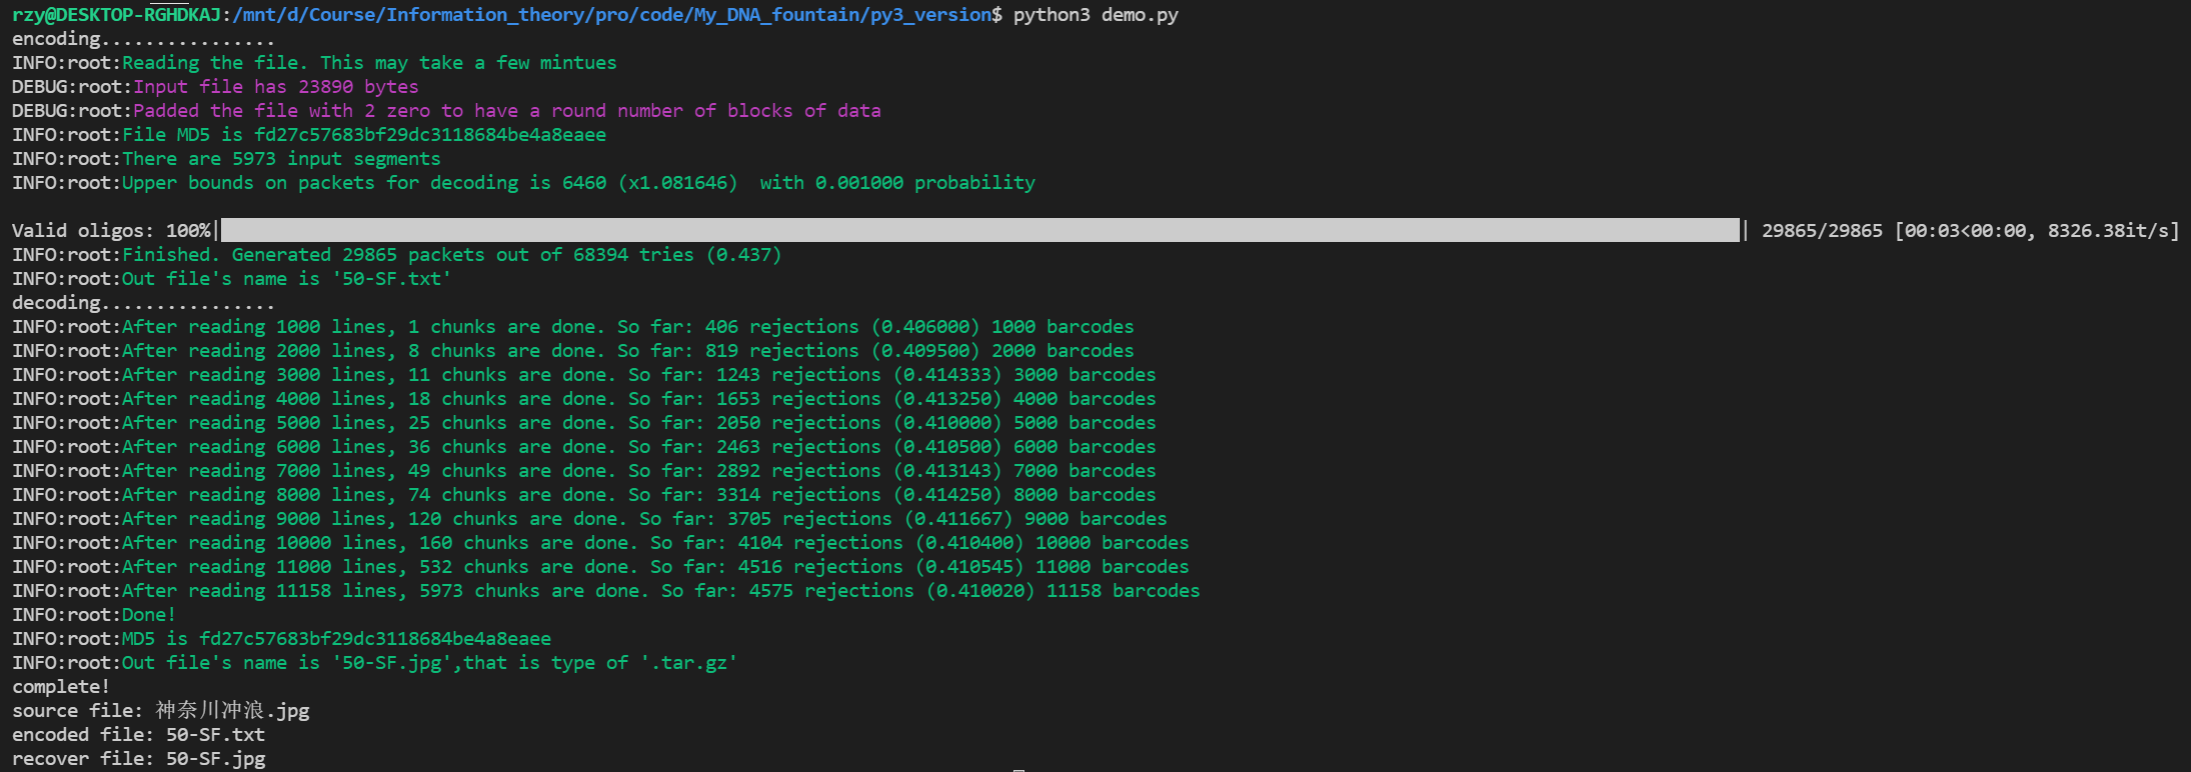 rzy@DESKTOP-RGHDKAJ:/mnt/d/Course/Information_theory/pro/code/My_DNA_fountain/py3_version$ python3 demo.py
encoding................
INFO:root:Reading the file. This may take a few mintues
DEBUG:root:Input file has 23890 bytes
DEBUG:root:Padded the file with 2 zero to have a round number of blocks of data
INFO:root:File MD5 is fd27c57683bf29dc3118684be4a8eaee
INFO:root:There are 5973 input segments
INFO:root:Upper bounds on packets for decoding is 6460 (x1.081646)  with 0.001000 probability
Valid oligos: 100%| | 29865/29865 [00:03<00:00, 8326.38it/s]
INFO:root:Finished. Generated 29865 packets out of 68394 tries (0.437)
INFO:root:Out file's name is '50-SF.txt'
decoding................
INFO:root:After reading 1000 lines, 1 chunks are done. So far: 406 rejections (0.406000) 1000 barcodes
INFO:root:After reading 2000 lines, 8 chunks are done. So far: 819 rejections (0.409500) 2000 barcodes
INFO:root:After reading 3000 lines, 11 chunks are done. So far: 1243 rejections (0.414333) 3000 barcodes
INFO:root:After reading 4000 lines, 18 chunks are done. So far: 1653 rejections (0.413250) 4000 barcodes
INFO:root:After reading 5000 lines, 25 chunks are done. So far: 2050 rejections (0.410000) 5000 barcodes
INFO:root:After reading 6000 lines, 36 chunks are done. So far: 2463 rejections (0.410500) 6000 barcodes
INFO:root:After reading 7000 lines, 49 chunks are done. So far: 2892 rejections (0.413143) 7000 barcodes
INFO:root:After reading 8000 lines, 74 chunks are done. So far: 3314 rejections (0.414250) 8000 barcodes
INFO:root:After reading 9000 lines, 120 chunks are done. So far: 3705 rejections (0.411667) 9000 barcodes
INFO:root:After reading 10000 lines, 160 chunks are done. So far: 4104 rejections (0.410400) 10000 barcodes
INFO:root:After reading 11000 lines, 532 chunks are done. So far: 4516 rejections (0.410545) 11000 barcodes
INFO:root:After reading 11158 lines, 5973 chunks are done. So far: 4575 rejections (0.410020) 11158 barcodes
INFO:root:Done!
INFO:root:MD5 is fd27c57683bf29dc3118684be4a8eaee
INFO:root:Out file's name is '50-SF.jpg',that is type of '.tar.gz'
complete!
source file: 神奈川冲浪.jpg
encoded file: 50-SF.txt
recover file: 50-SF.jpg